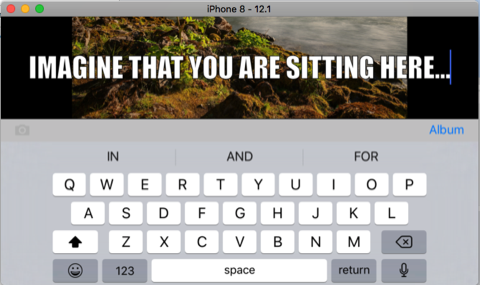 iPhone 8 - 12.1
IMAGINE THAT YOU ARE SITTING HERE...
Album
IN AND FOR
Q W E R T Y U I O P
A S D F G H J K L
Z X C V B N M
123 space return